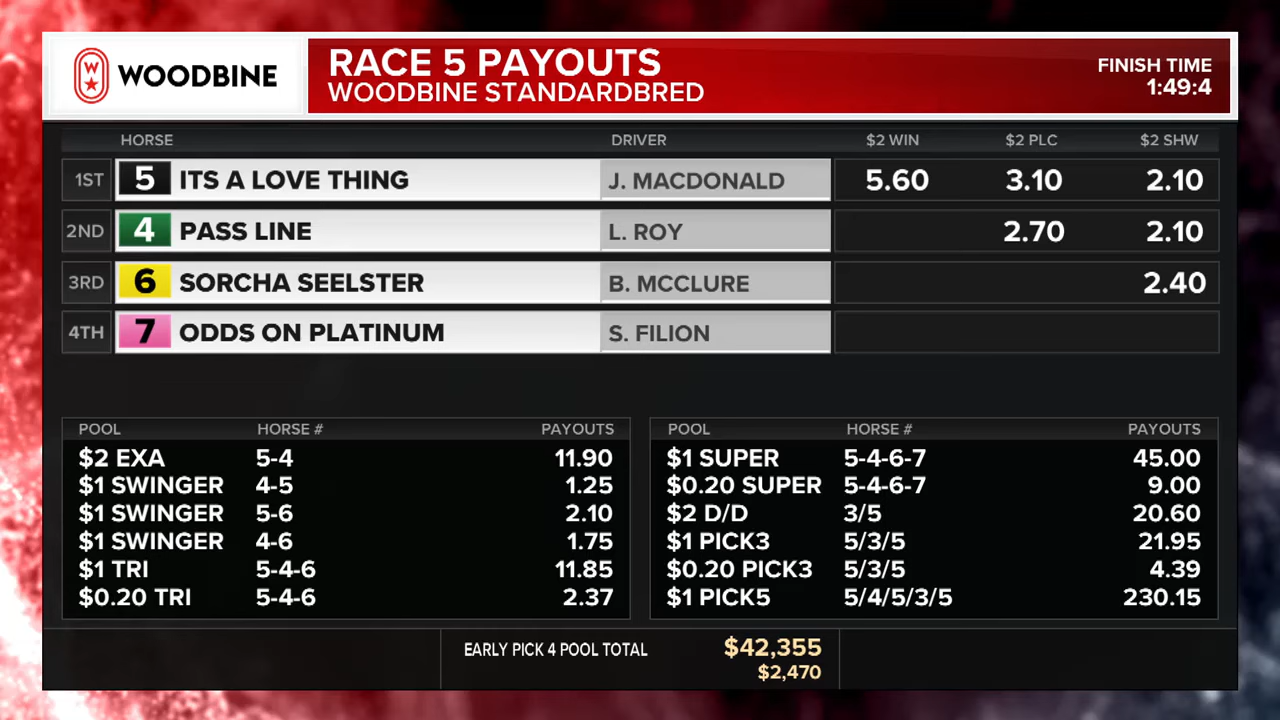 W WOODBINE
RACE 5 PAYOUTS
WOODBINE STANDARDBRED
FINISH TIME
1:49:4
HORSE DRIVER $2 WIN $2 PLC $2 SHW
1ST 5 ITS A LOVE THING J. MACDONALD 5.60 3.10 2.10
2ND 4 PASS LINE L. ROY 2.70 2.10
3RD 6 SORCHA SEELSTER B. MCCLURE 2.40
4TH 7 ODDS ON PLATINUM S. FILION
POOL HORSE # PAYOUTS
$2 EXA 5-4 11.90
$1 SWINGER 4-5 1.25
$1 SWINGER 5-6 2.10
$1 SWINGER 4-6 1.75
$1 TRI 5-4-6 11.85
$0.20 TRI 5-4-6 2.37
POOL HORSE # PAYOUTS
$1 SUPER 5-4-6-7 45.00
$0.20 SUPER 5-4-6-7 9.00
$2 D/D 3/5 20.60
$1 PICK3 5/3/5 21.95
$0.20 PICK3 5/3/5 4.39
$1 PICK5 5/4/5/3/5 230.15
EARLY PICK 4 POOL TOTAL $42,355
$2,470